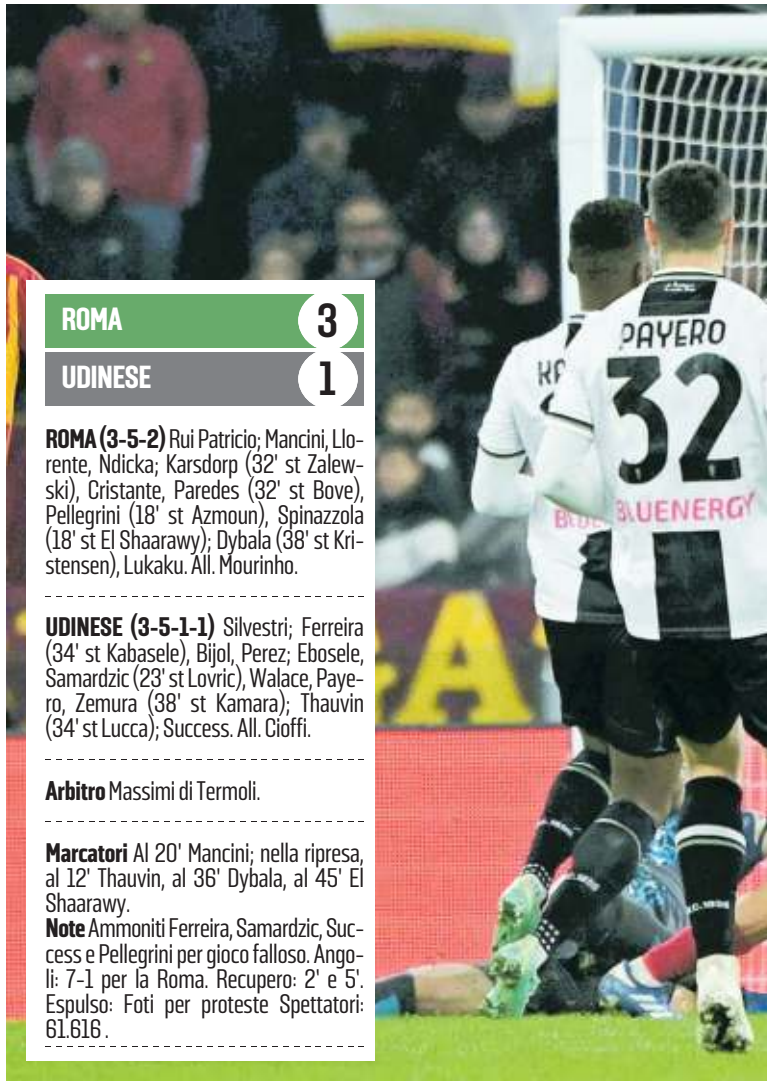 ROMA 3
UDINESE 1
ROMA (3-5-2) Rui Patricio; Mancini, Llo-
rente, Ndicka; Karsdorp (32' st Zalew-
ski), Cristante, Paredes (32' st Bove),
Pellegrini (18' st Azmoun), Spinazzola
(18' st El Shaarawy); Dybala (38' st Kri-
stensen), Lukaku. All. Mourinho.
UDINESE (3-5-1-1) Silvestri; Ferreira
(34' st Kabasele), Bijol, Perez; Ebosele,
Samardzic (23' st Lovric), Walace, Paye-
ro, Zemura (38' st Kamara); Thauvin
(34' st Lucca); Success. All. Cioffi.
Arbitro Massimi di Termoli.
Marcatori Al 20' Mancini; nella ripresa,
al 12' Thauvin, al 36' Dybala, al 45' El
Shaarawy.
Note Ammoniti Ferreira, Samardzic, Suc-
cess e Pellegrini per gioco falloso. Ango-
li: 7-1 per la Roma. Recupero: 2' e 5'.
Espulso: Foti per proteste Spettatori:
61.616 .
PAYERO
32
BLUENERGY